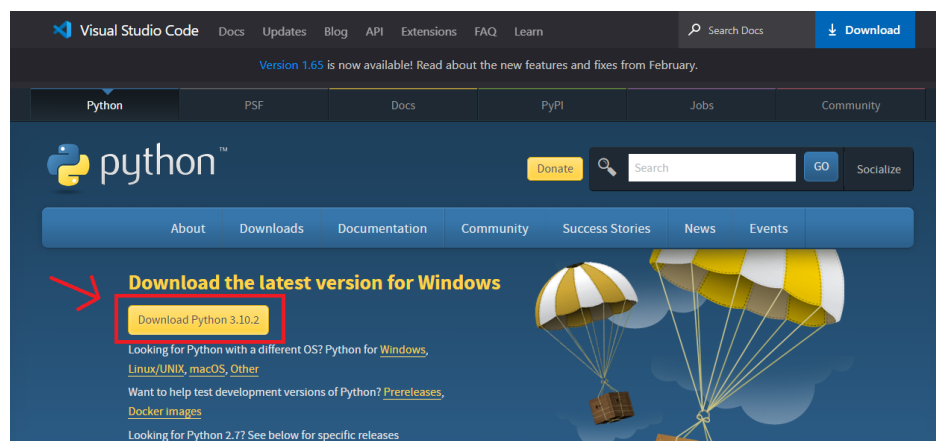 Visual Studio Code Docs Updates Blog API Extensions FAQ Learn Search Docs Download
Version 1.65 is now available! Read about the new features and fixes from February.
Python PSF Docs PyPI Jobs Community
python™ Donate Search GO Socialize
About Downloads Documentation Community Success Stories News Events
Download the latest version for Windows
Download Python 3.10.2
Looking for Python with a different OS? Python for Windows,
Linux/UNIX, macOS, Other
Want to help test development versions of Python? Prereleases,
Docker images
Looking for Python 2.7? See below for specific releases